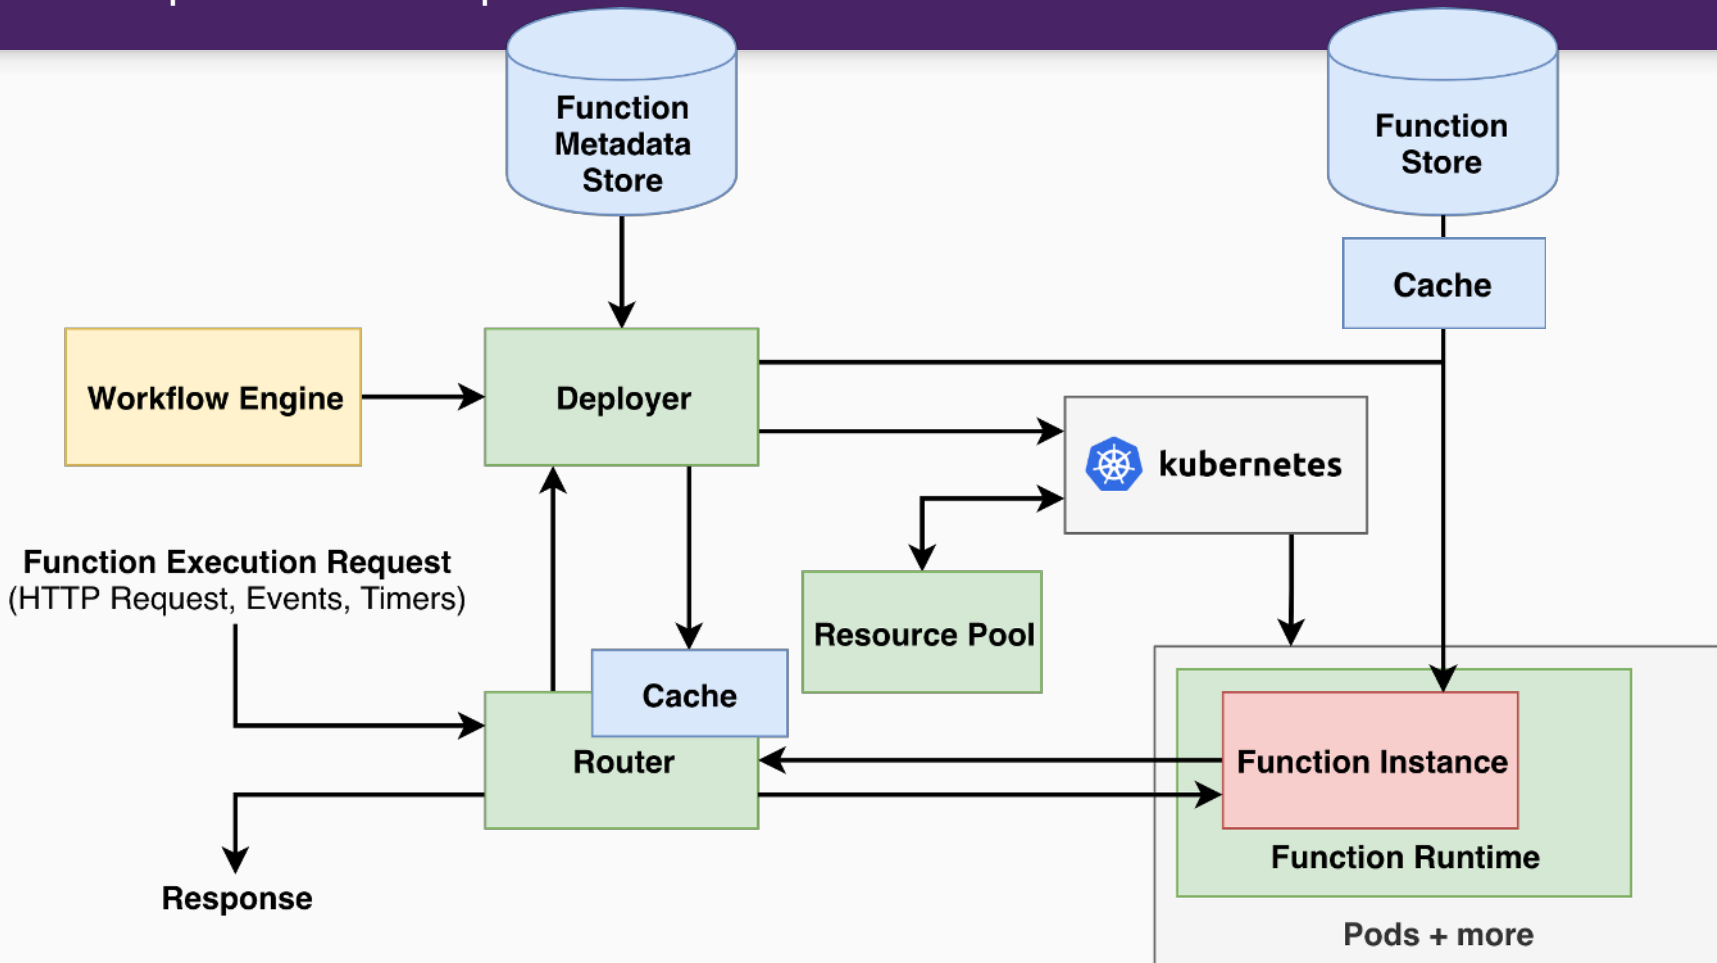 Function
Metadata
Store
Function
Store
Cache
Workflow Engine
Deployer
kubernetes
Function Execution Request
(HTTP Request, Events, Timers)
Resource Pool
Cache
Router
Function Instance
Function Runtime
Response
Pods + more